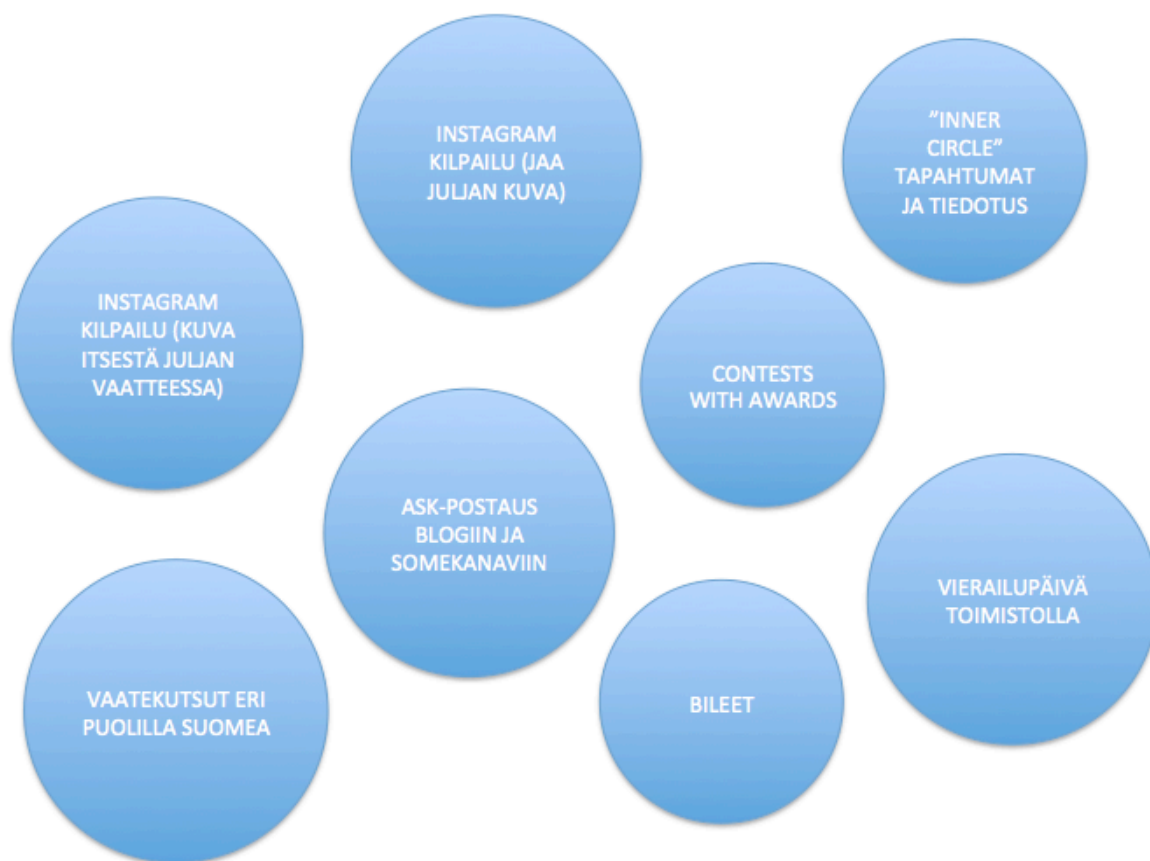 INSTAGRAM
KILPAILU (JAA
JULJAN KUVA)
"INNER
CIRCLE"
TAPAHTUMAT
JA TIEDOTUS
INSTAGRAM
KILPAILU (KUVA
ITSESTÄ JULJAN
VAATTEESSA)
CONTESTS
WITH AWARDS
ASK-POSTAUS
BLOGIIN JA
SOMEKANAVIIN
VIERAILUPÄIVÄ
TOIMISTOLLA
VAATEKUTSUT ERI
PUOLILLA SUOMEA
BILEET